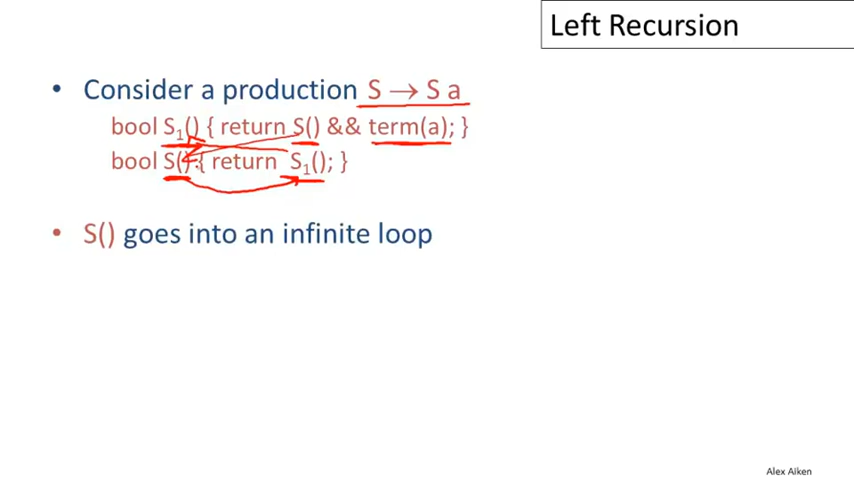 Left Recursion
• Consider a production S → S a
bool S₁() { return S() && term(a); }
bool S() { return S₁(); }
• S() goes into an infinite loop
Alex Aiken